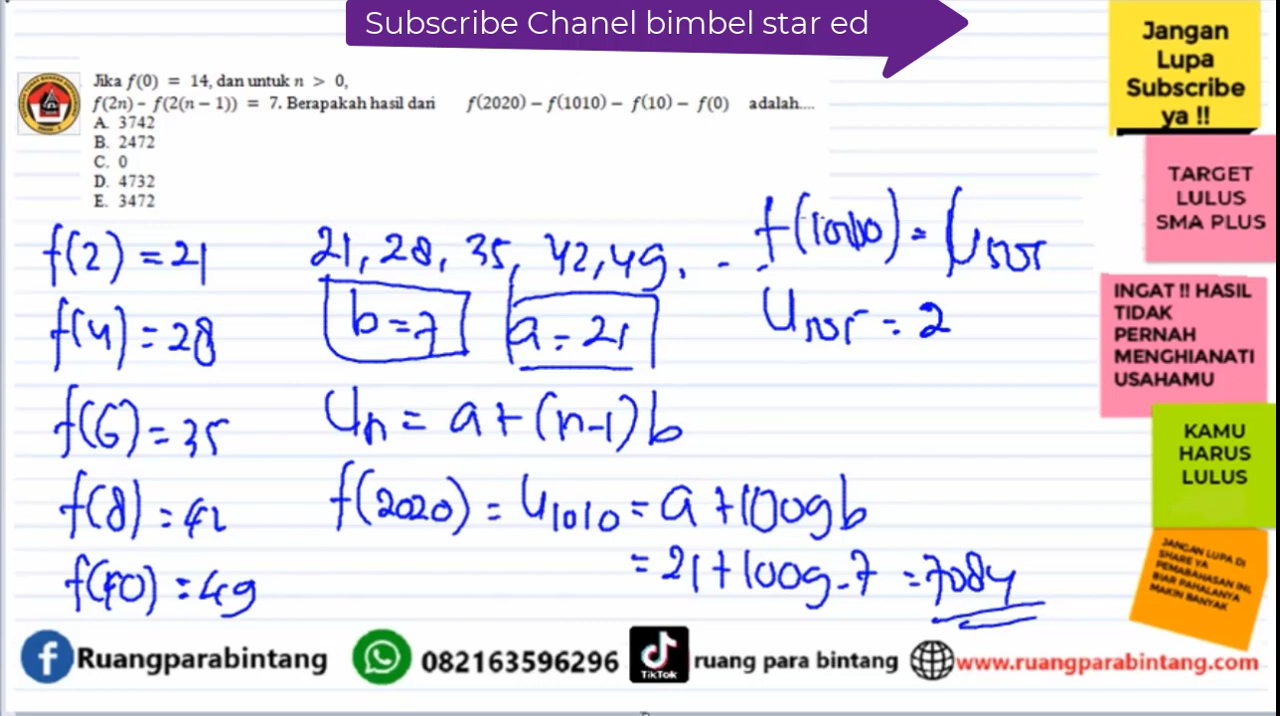 Subscribe Chanel bimbel star ed
Jika f(0) = 14, dan untuk n > 0,
f(2n) – f(2(n – 1)) = 7. Berapakah hasil dari f(2020) – f(1010) – f(10) – f(0) adalah....
A. 3742
B. 2472
C. 0
D. 4732
E. 3472
f(2) = 21
f(4) = 28
f(6) = 35
f(8) = 42
f(10) = 49
21, 28, 35, 42, 49, ...
b = 7
a = 21
Un = a + (n-1)b
f(2020) = U1010 = a + 1009b
= 21 + 1009.7 = 7084
f(1010) = U505
U505 = 2
Jangan
Lupa
Subscribe
ya !!
TARGET
LULUS
SMA PLUS
INGAT !! HASIL
TIDAK
PERNAH
MENGHIANATI
USAHAMU
KAMU
HARUS
LULUS
JANGAN LUPA DI
SHARE YA
PEMABAHASAN INI,
BIAR PAHALANYA
MAKIN BANYAK
Ruangparabintang
082163596296
TikTok
ruang para bintang
www.ruangparabintang.com